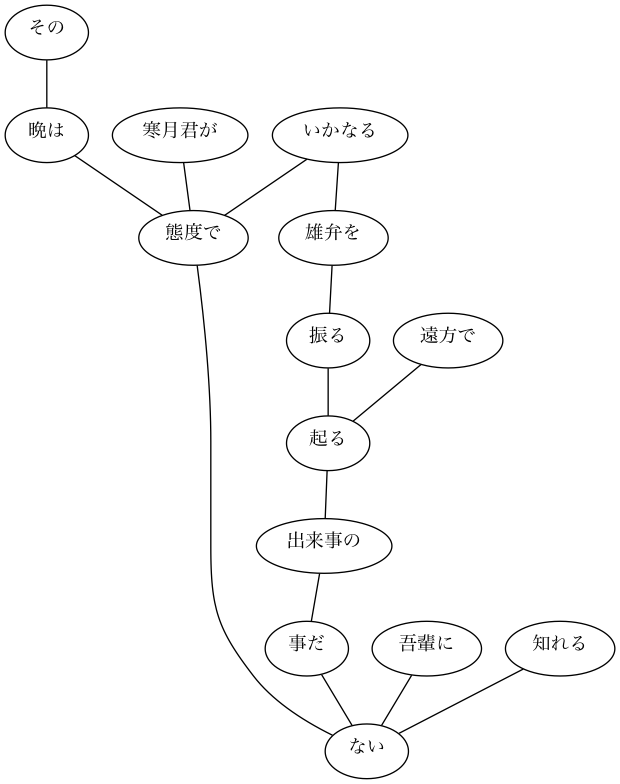 その
晩は
寒月君が
いかなる
態度で
雄弁を
振る
遠方で
起る
出来事の
事だ
吾輩に
知れる
ない